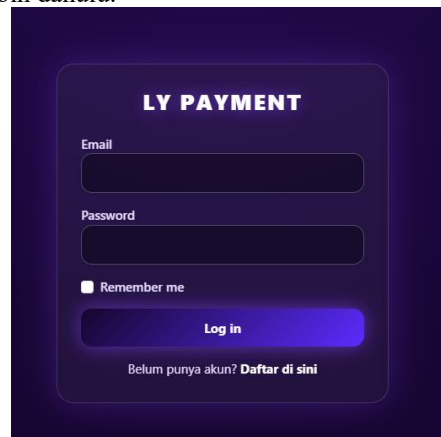 LY PAYMENT
Email
Password
Remember me
Log in
Belum punya akun? Daftar di sini